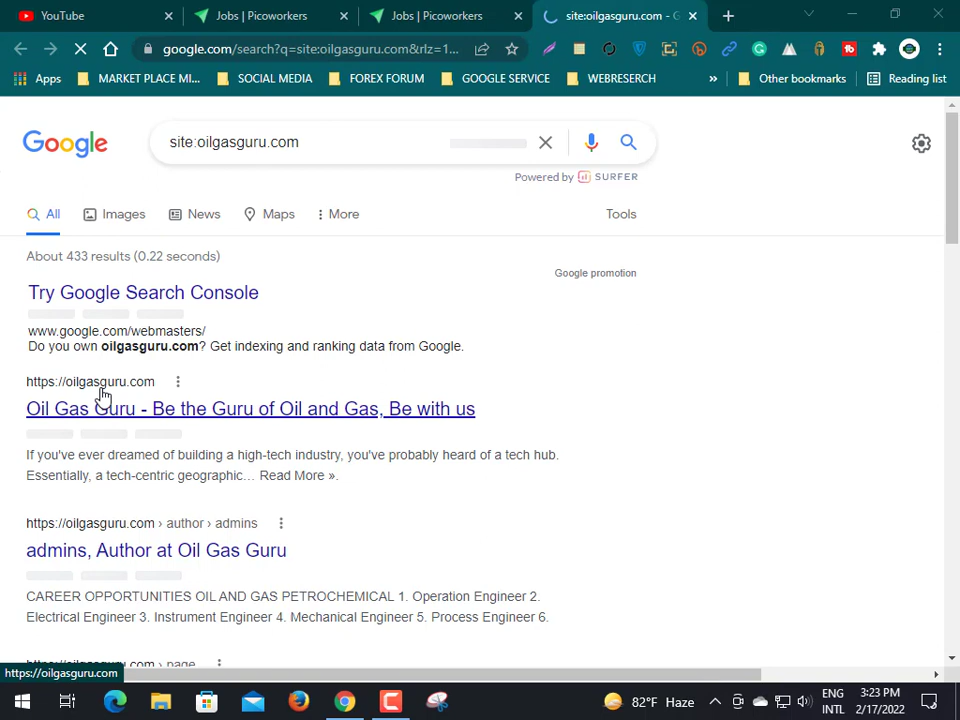 YouTube
Jobs | Picoworkers
Jobs | Picoworkers
site:oilgasguru.com - G
google.com/search?q=site:oilgasguru.com&rlz=1...
Apps
MARKET PLACE MI...
SOCIAL MEDIA
FOREX FORUM
GOOGLE SERVICE
WEBRESERCH
»
Other bookmarks
Reading list
Google
site:oilgasguru.com
Powered by SURFER
All
Images
News
Maps
More
Tools
About 433 results (0.22 seconds)
Google promotion
Try Google Search Console
www.google.com/webmasters/
Do you own oilgasguru.com? Get indexing and ranking data from Google.
https://oilgasguru.com
Oil Gas Guru - Be the Guru of Oil and Gas, Be with us
If you've ever dreamed of building a high-tech industry, you've probably heard of a tech hub.
Essentially, a tech-centric geographic… Read More ».
https://oilgasguru.com › author › admins
admins, Author at Oil Gas Guru
CAREER OPPORTUNITIES OIL AND GAS PETROCHEMICAL 1. Operation Engineer 2.
Electrical Engineer 3. Instrument Engineer 4. Mechanical Engineer 5. Process Engineer 6.
https://oilgasguru.com › page
https://oilgasguru.com
82°F Haze
ENG
INTL
3:23 PM
2/17/2022